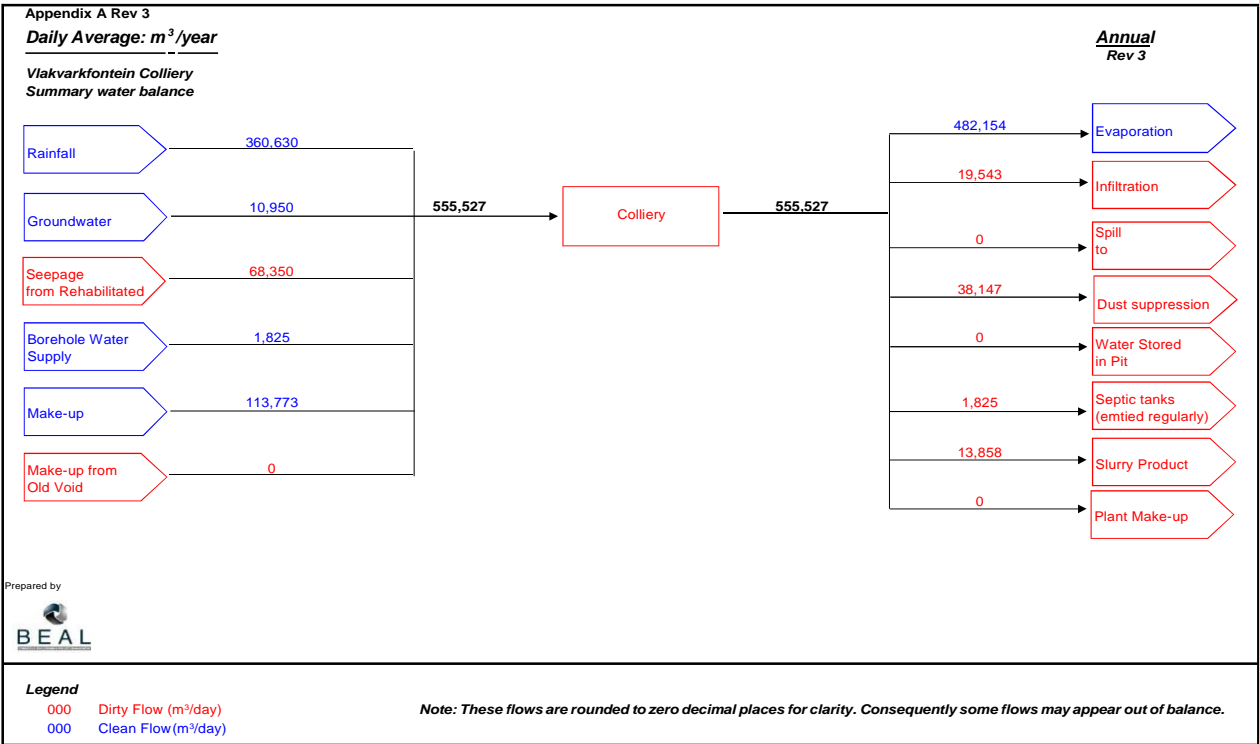 Appendix A Rev 3
Daily Average: m³/year
Annual
Rev 3
Vlakvarkfontein Colliery
Summary water balance
Rainfall
360,630
Groundwater
10,950
Seepage
from Rehabilitated
68,350
Borehole Water
Supply
1,825
Make-up
113,773
Make-up from
Old Void
0
555,527
Colliery
555,527
482,154
Evaporation
19,543
Infiltration
0
Spill
to
38,147
Dust suppression
0
Water Stored
in Pit
1,825
Septic tanks
(emtied regularly)
13,858
Slurry Product
0
Plant Make-up
Prepared by
BEAL
Legend
000 Dirty Flow (m³/day)
000 Clean Flow(m³/day)
Note: These flows are rounded to zero decimal places for clarity. Consequently some flows may appear out of balance.